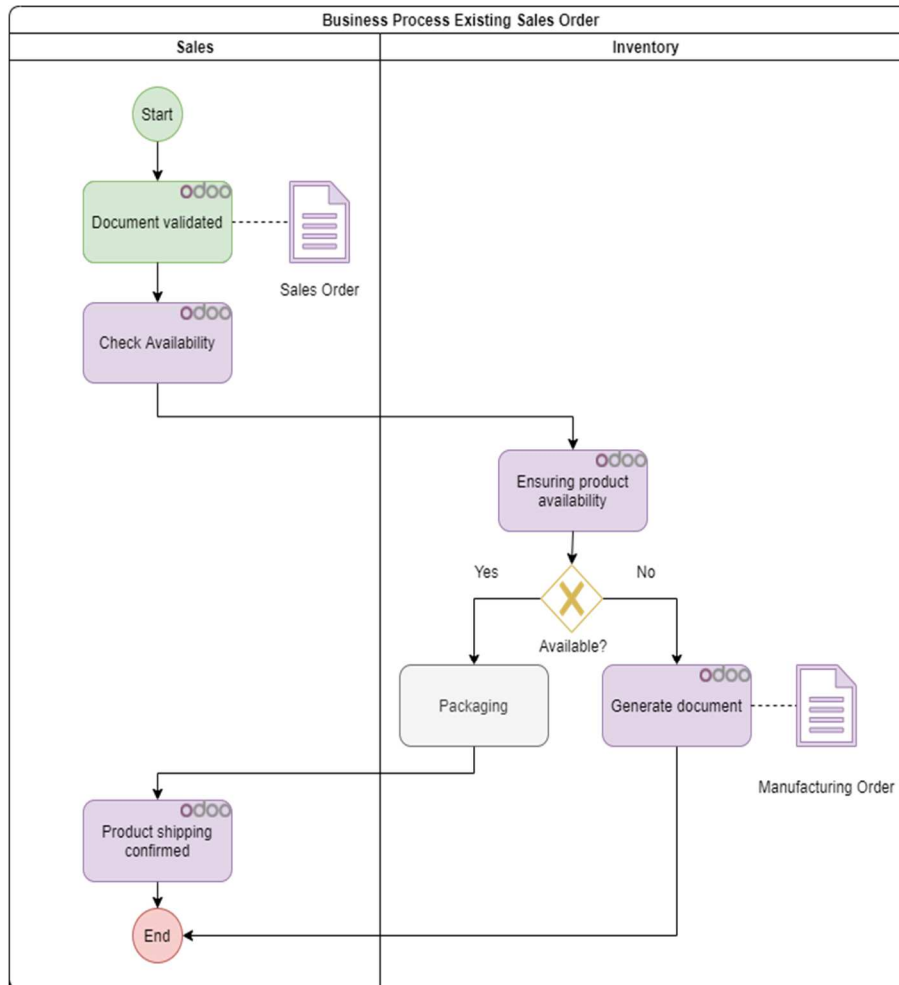 Business Process Existing Sales Order
Sales
Inventory
Start
odoo
Document validated
Sales Order
odoo
Check Availability
odoo
Ensuring product
availability
Yes
No
Available?
Packaging
odoo
Generate document
Manufacturing Order
odoo
Product shipping
confirmed
End